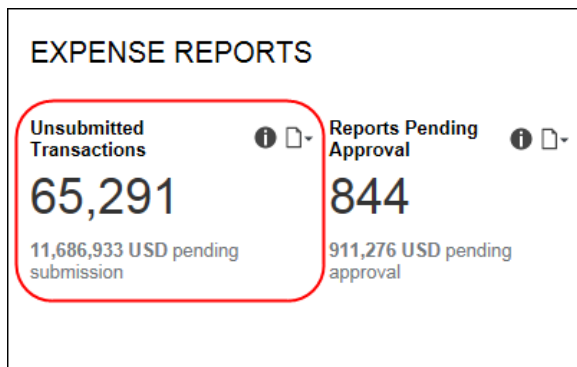 EXPENSE REPORTS
Unsubmitted
Transactions
65,291
11,686,933 USD pending
submission
Reports Pending
Approval
844
911,276 USD pending
approval